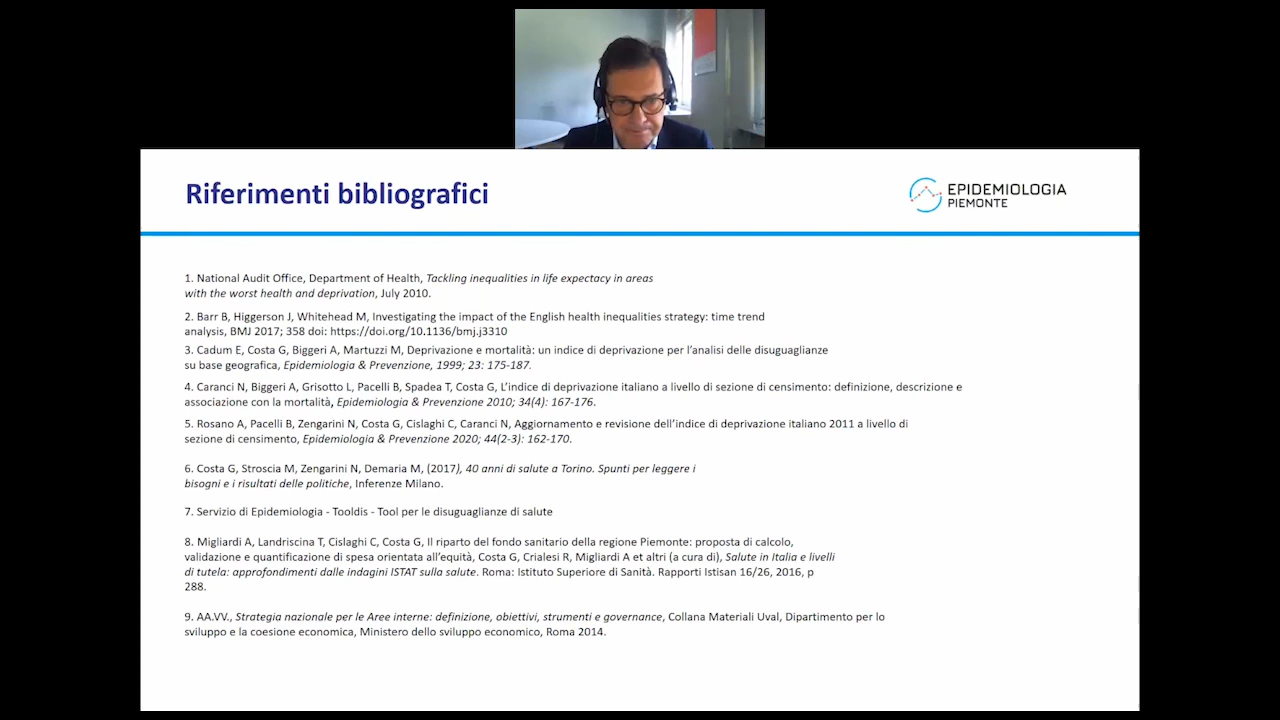 Riferimenti bibliografici
EPIDEMIOLOGIA
PIEMONTE
1. National Audit Office, Department of Health, Tackling inequalities in life expectacy in areas
with the worst health and deprivation, July 2010.
2. Barr B, Higgerson J, Whitehead M, Investigating the impact of the English health inequalities strategy: time trend
analysis, BMJ 2017; 358 doi: https://doi.org/10.1136/bmj.j3310
3. Cadum E, Costa G, Biggeri A, Martuzzi M, Deprivazione e mortalità: un indice di deprivazione per l'analisi delle disuguaglianze
su base geografica, Epidemiologia & Prevenzione, 1999; 23: 175-187.
4. Caranci N, Biggeri A, Grisotto L, Pacelli B, Spadea T, Costa G, L'indice di deprivazione italiano a livello di sezione di censimento: definizione, descrizione e
associazione con la mortalità, Epidemiologia & Prevenzione 2010; 34(4): 167-176.
5. Rosano A, Pacelli B, Zengarini N, Costa G, Cislaghi C, Caranci N, Aggiornamento e revisione dell'indice di deprivazione italiano 2011 a livello di
sezione di censimento, Epidemiologia & Prevenzione 2020; 44(2-3): 162-170.
6. Costa G, Stroscia M, Zengarini N, Demaria M, (2017), 40 anni di salute a Torino. Spunti per leggere i
bisogni e i risultati delle politiche, Inferenze Milano.
7. Servizio di Epidemiologia - Tooldis - Tool per le disuguaglianze di salute
8. Migliardi A, Landriscina T, Cislaghi C, Costa G, Il riparto del fondo sanitario della regione Piemonte: proposta di calcolo,
validazione e quantificazione di spesa orientata all'equità, Costa G, Crialesi R, Migliardi A et altri (a cura di), Salute in Italia e livelli
di tutela: approfondimenti dalle indagini ISTAT sulla salute. Roma: Istituto Superiore di Sanità. Rapporti Istisan 16/26, 2016, p
288.
9. AA.VV., Strategia nazionale per le Aree interne: definizione, obiettivi, strumenti e governance, Collana Materiali Uval, Dipartimento per lo
sviluppo e la coesione economica, Ministero dello sviluppo economico, Roma 2014.